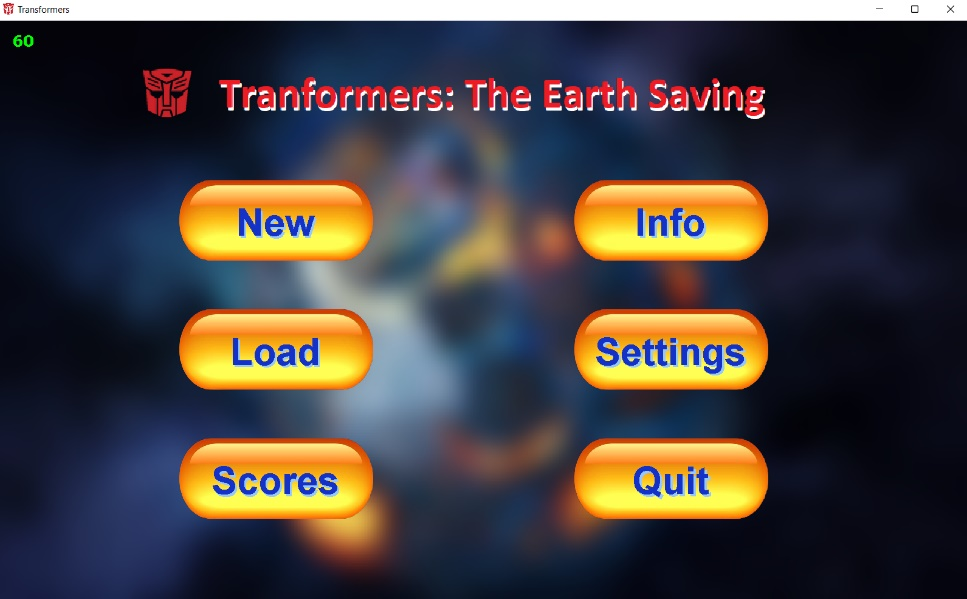 Transformers
60
Tranformers: The Earth Saving
New
Info
Load
Settings
Scores
Quit